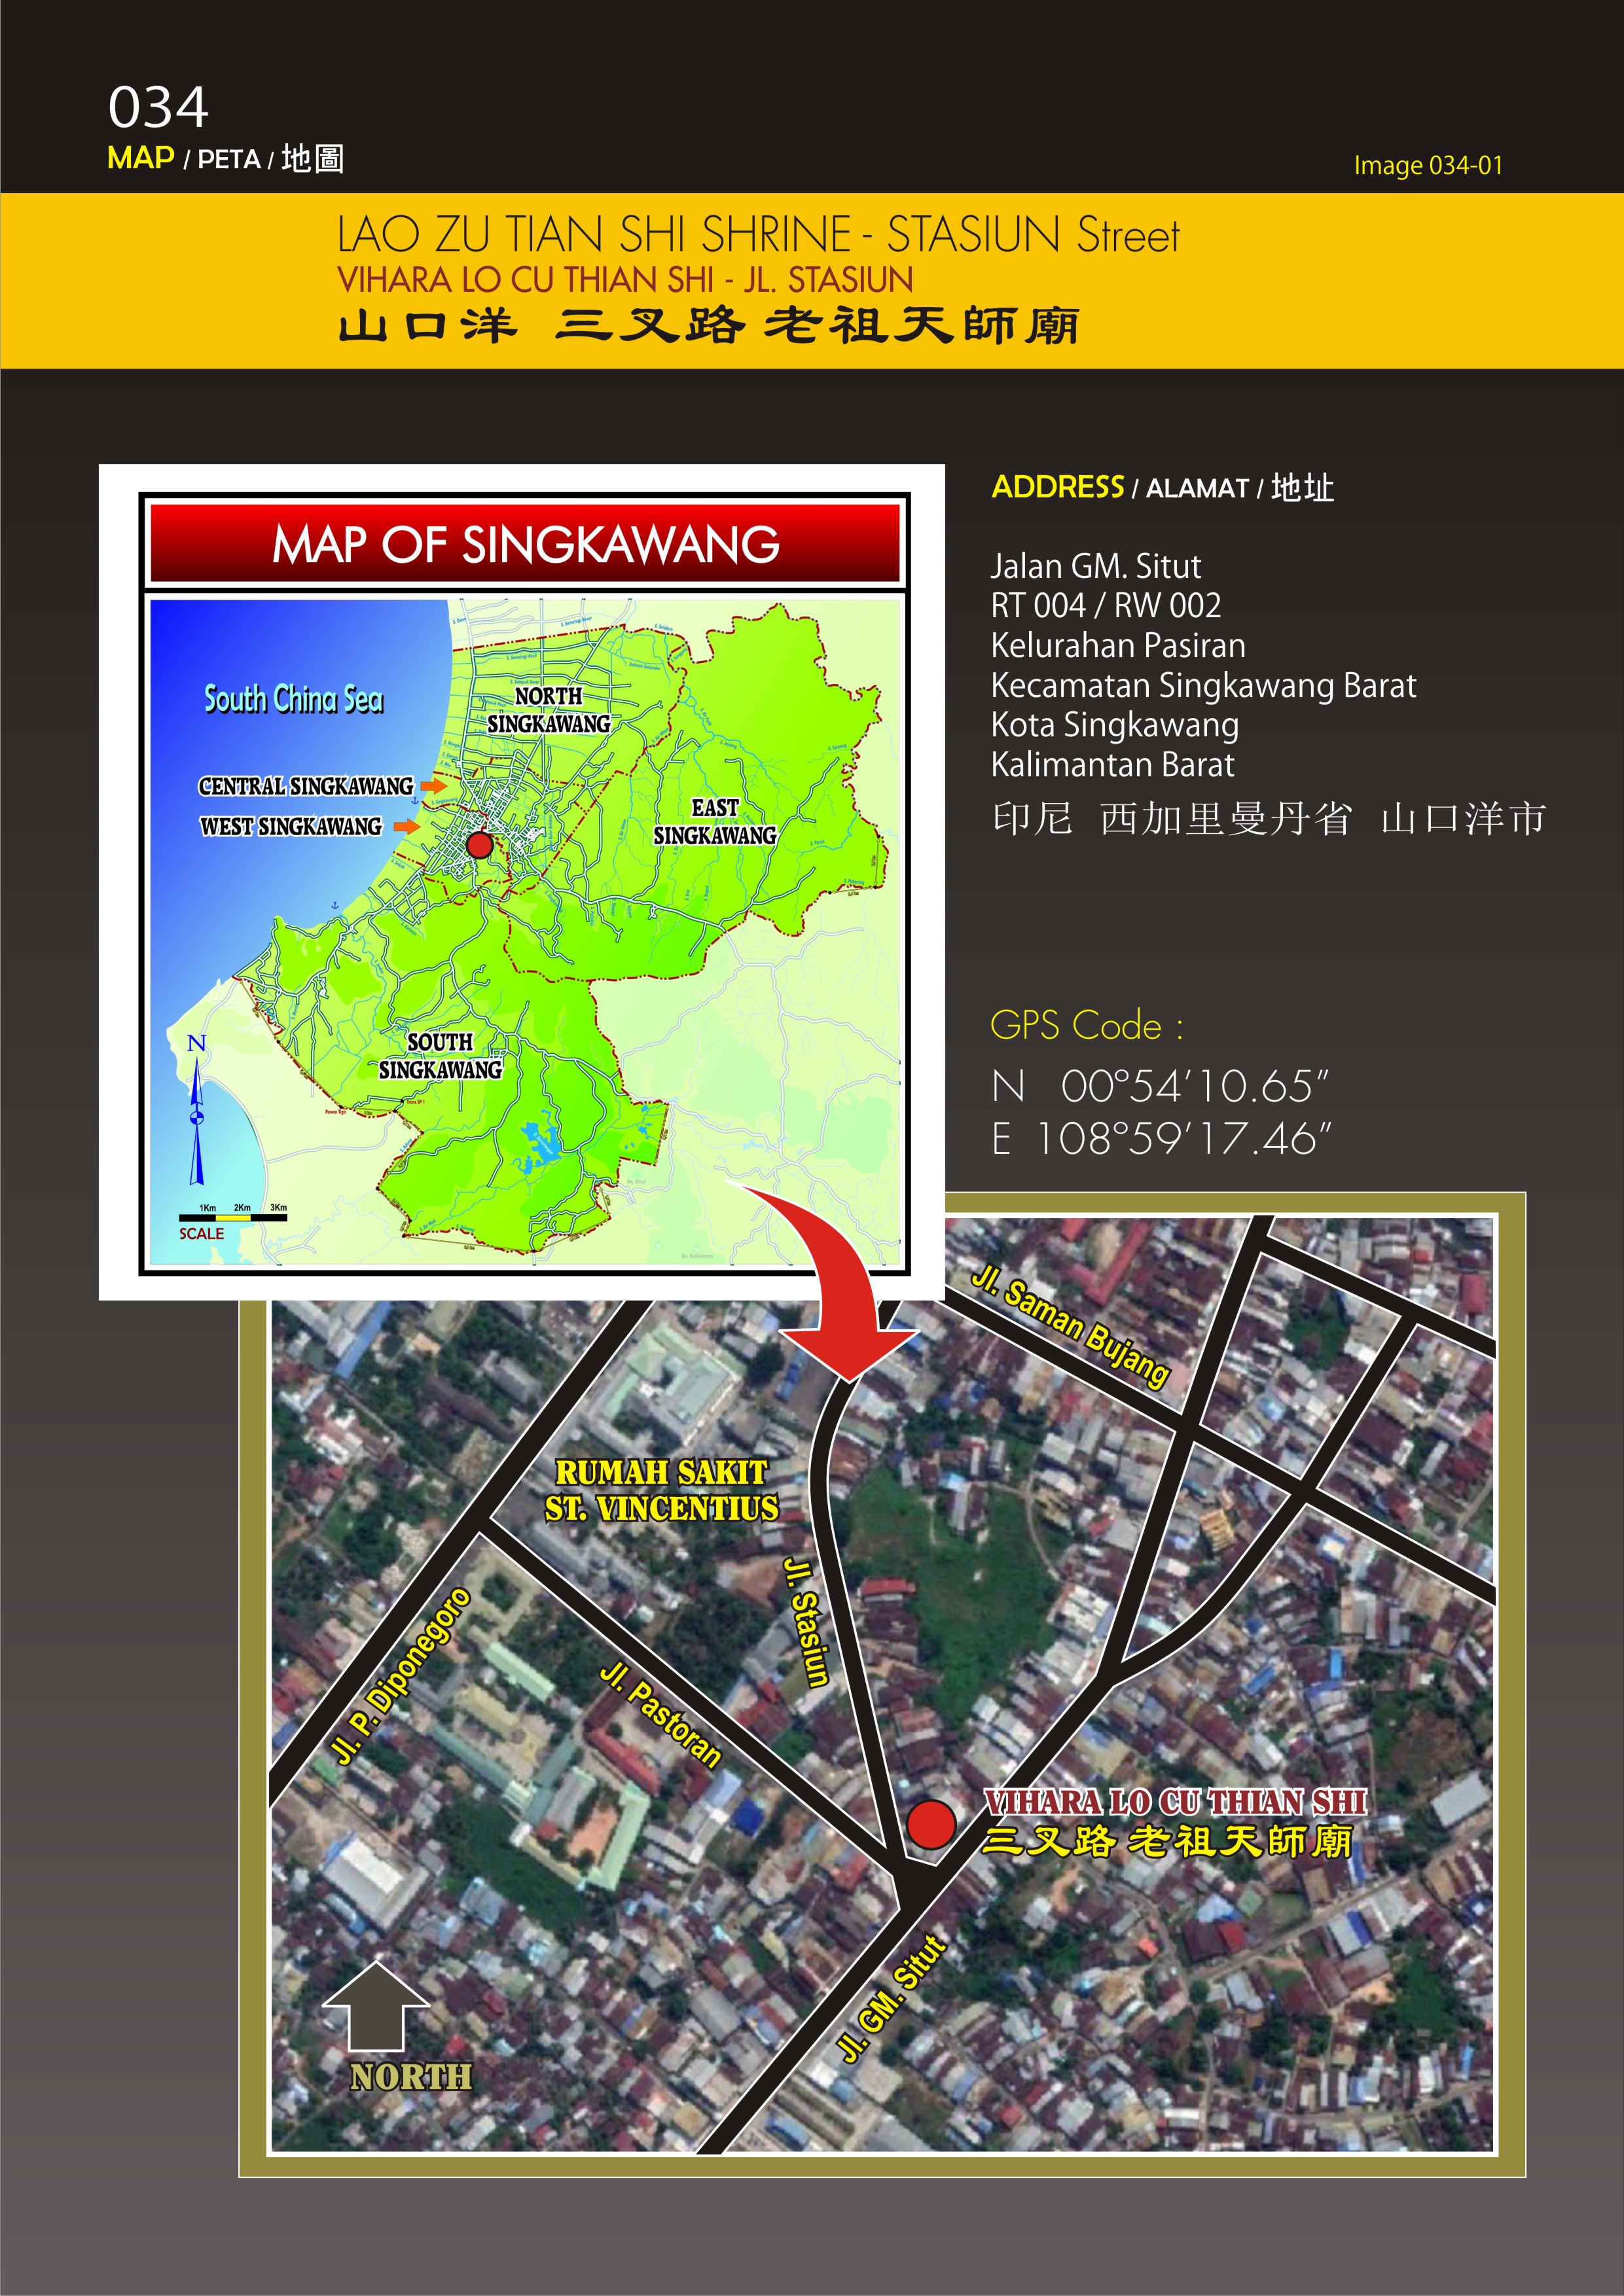 034
MAP / PETA / 地圖
Image 034-01
LAO ZU TIAN SHI SHRINE - STASIUN Street
VIHARA LO CU THIAN SHI - JL. STASIUN
山口洋 三叉路 老祖天師廟
MAP OF SINGKAWANG
South China Sea
NORTH
SINGKAWANG
CENTRAL SINGKAWANG
WEST SINGKAWANG
EAST
SINGKAWANG
SOUTH
SINGKAWANG
N
1Km 2Km 3Km
SCALE
ADDRESS / ALAMAT / 地址
Jalan GM. Situt
RT 004 / RW 002
Kelurahan Pasiran
Kecamatan Singkawang Barat
Kota Singkawang
Kalimantan Barat
印尼 西加里曼丹省 山口洋市
GPS Code :
N 00°54’10.65”
E 108°59’17.46”
Jl. Saman Bujang
RUMAH SAKIT
ST. VINCENTIUS
Jl. Stasiun
Jl. P. Diponegoro
Jl. Pastoran
VIHARA LO CU THIAN SHI
三叉路 老祖天師廟
Jl. GM. Situt
NORTH